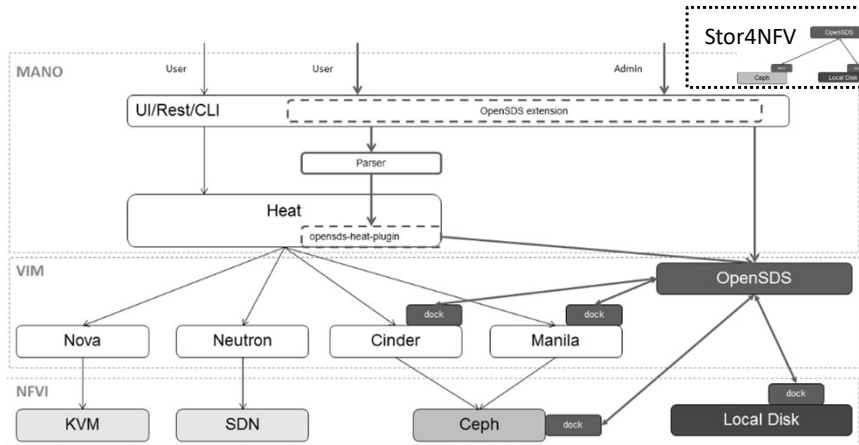 Stor4NFV
OpenSDS
Ceph
Local Disk
MANO
User
User
Admin
UI/Rest/CLI
OpenSDS extension
Parser
Heat
opensds-heat-plugin
VIM
OpenSDS
dock
dock
Nova
Neutron
Cinder
Manila
NFVI
dock
KVM
SDN
Ceph
dock
Local Disk